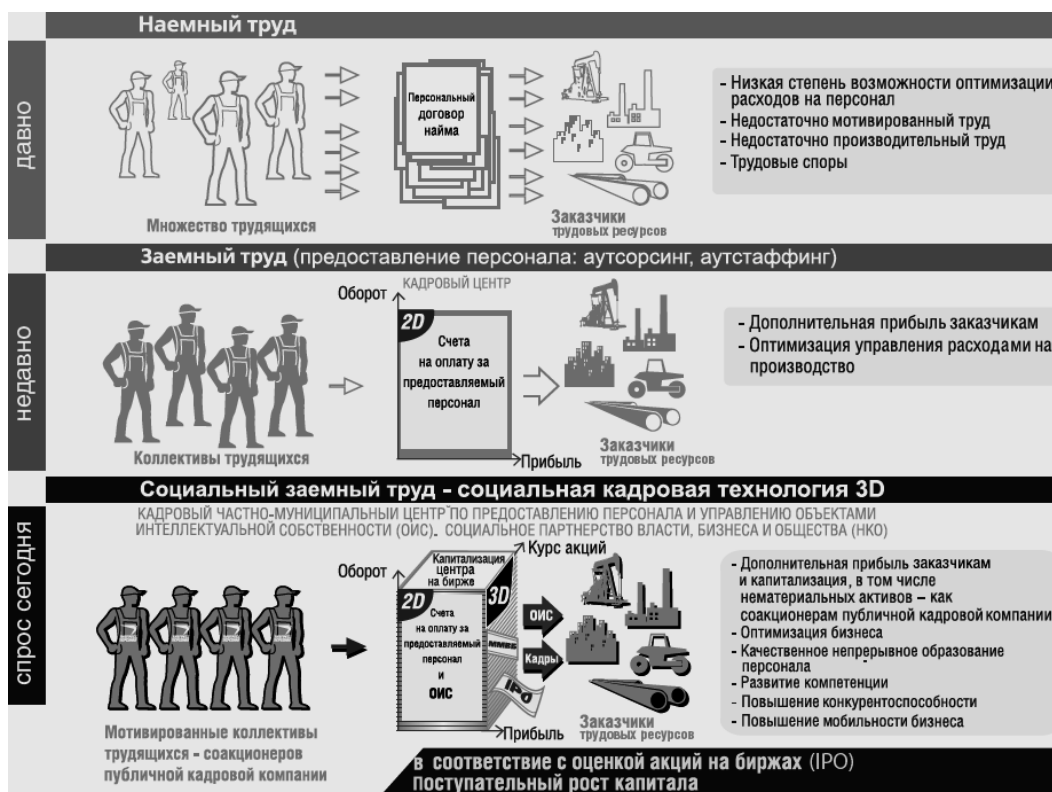 Наемный труд
давно
Множество трудящихся
Персональный
договор
найма
Заказчики
трудовых ресурсов
- Низкая степень возможности оптимизации
расходов на персонал
- Недостаточно мотивированный труд
- Недостаточно производительный труд
- Трудовые споры
Заемный труд (предоставление персонала: аутсорсинг, аутстаффинг)
недавно
Коллективы трудящихся
КАДРОВЫЙ ЦЕНТР
Оборот
2D
Счета
на оплату за
предоставляемый
персонал
Прибыль
Заказчики
трудовых ресурсов
- Дополнительная прибыль заказчикам
- Оптимизация управления расходами на
производство
Социальный заемный труд - социальная кадровая технология 3D
спрос сегодня
КАДРОВЫЙ ЧАСТНО-МУНИЦИПАЛЬНЫЙ ЦЕНТР ПО ПРЕДОСТАВЛЕНИЮ ПЕРСОНАЛА И УПРАВЛЕНИЮ ОБЪЕКТАМИ
ИНТЕЛЛЕКТУАЛЬНОЙ СОБСТВЕННОСТИ (ОИС). СОЦИАЛЬНОЕ ПАРТНЕРСТВО ВЛАСТИ, БИЗНЕСА И ОБЩЕСТВА (НКО)
Мотивированные коллективы
трудящихся - соакционеров
публичной кадровой компании
Оборот
Курс акций
Капитализация
центра
на бирже
2D
3D
Счета
на оплату за
предоставляемый
персонал
и
ОИС
ММВБ
IPO
Прибыль
ОИС
Кадры
Заказчики
трудовых ресурсов
- Дополнительная прибыль заказчикам
и капитализация, в том числе
нематериальных активов – как
соакционерам публичной кадровой компании
- Оптимизация бизнеса
- Качественное непрерывное образование
персонала
- Развитие компетенции
- Повышение конкурентоспособности
- Повышение мобильности бизнеса
в соответствие с оценкой акций на биржах (IPO)
Поступательный рост капитала